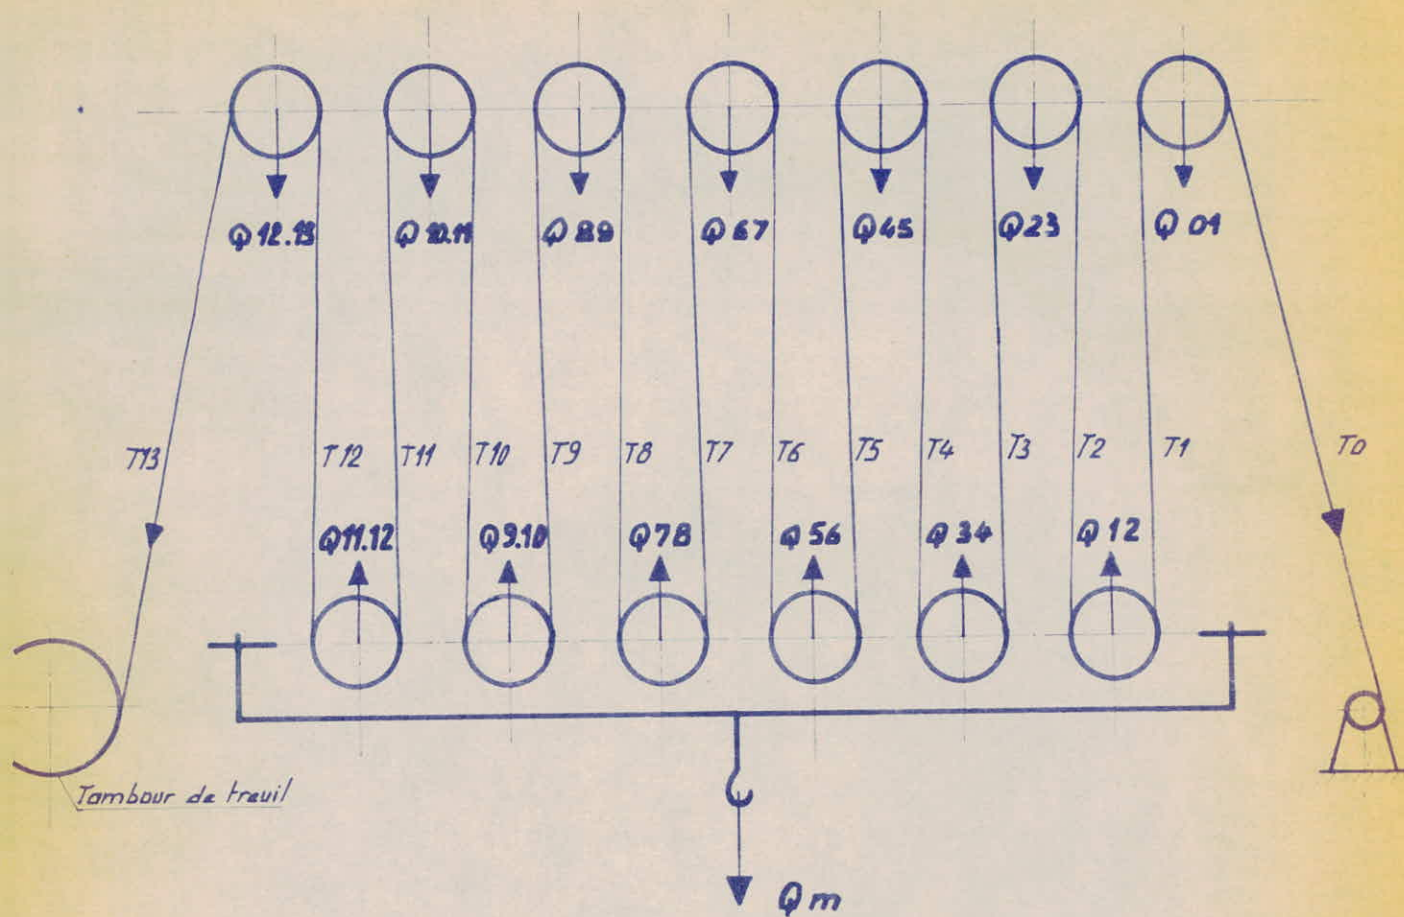 Q 12.13 Q 10.11 Q 89 Q 67 Q 45 Q 23 Q 01
T13 T12 T11 T10 T9 T8 T7 T6 T5 T4 T3 T2 T1 T0
Q 11.12 Q 9.10 Q 78 Q 56 Q 34 Q 12
Tambour de treuil
Qm